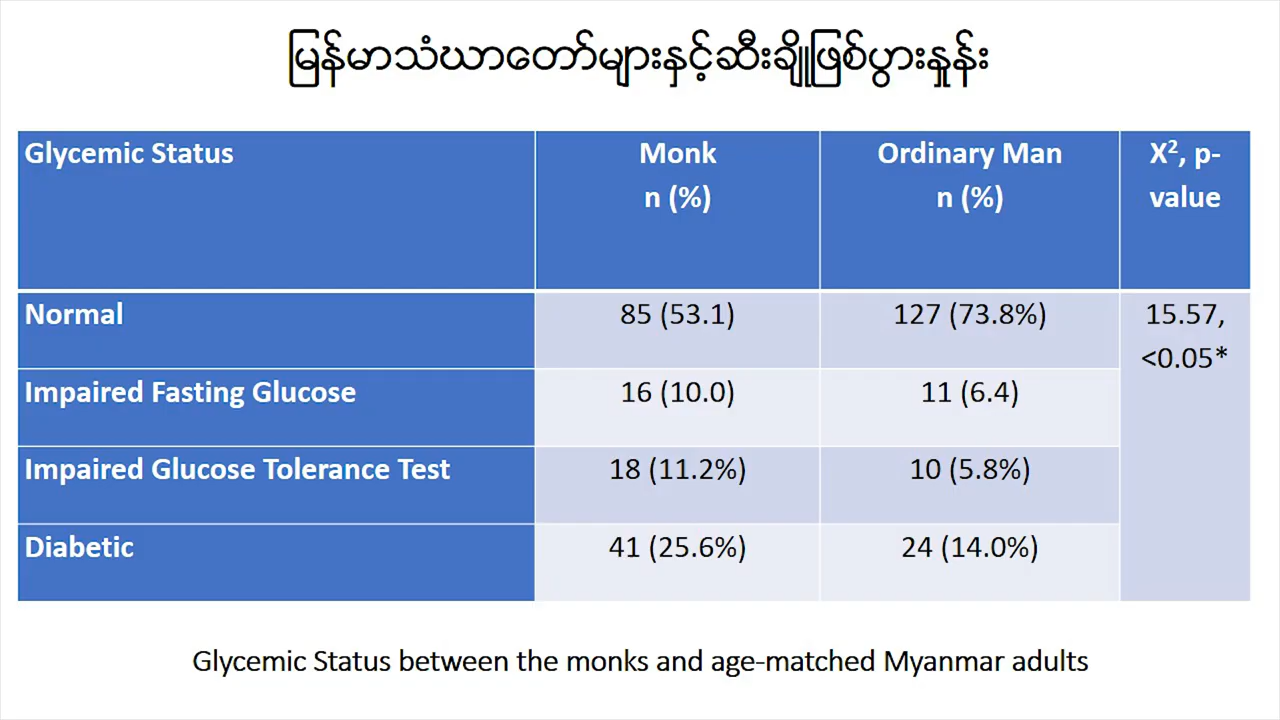 မြန်မာသံဃာတော်များနှင့်ဆီးချိုဖြစ်ပွားနှုန်း
Glycemic Status
Monk
n (%)
Ordinary Man
n (%)
X², p-
value
Normal
85 (53.1)
127 (73.8%)
15.57,
<0.05*
Impaired Fasting Glucose
16 (10.0)
11 (6.4)
Impaired Glucose Tolerance Test
18 (11.2%)
10 (5.8%)
Diabetic
41 (25.6%)
24 (14.0%)
Glycemic Status between the monks and age-matched Myanmar adults